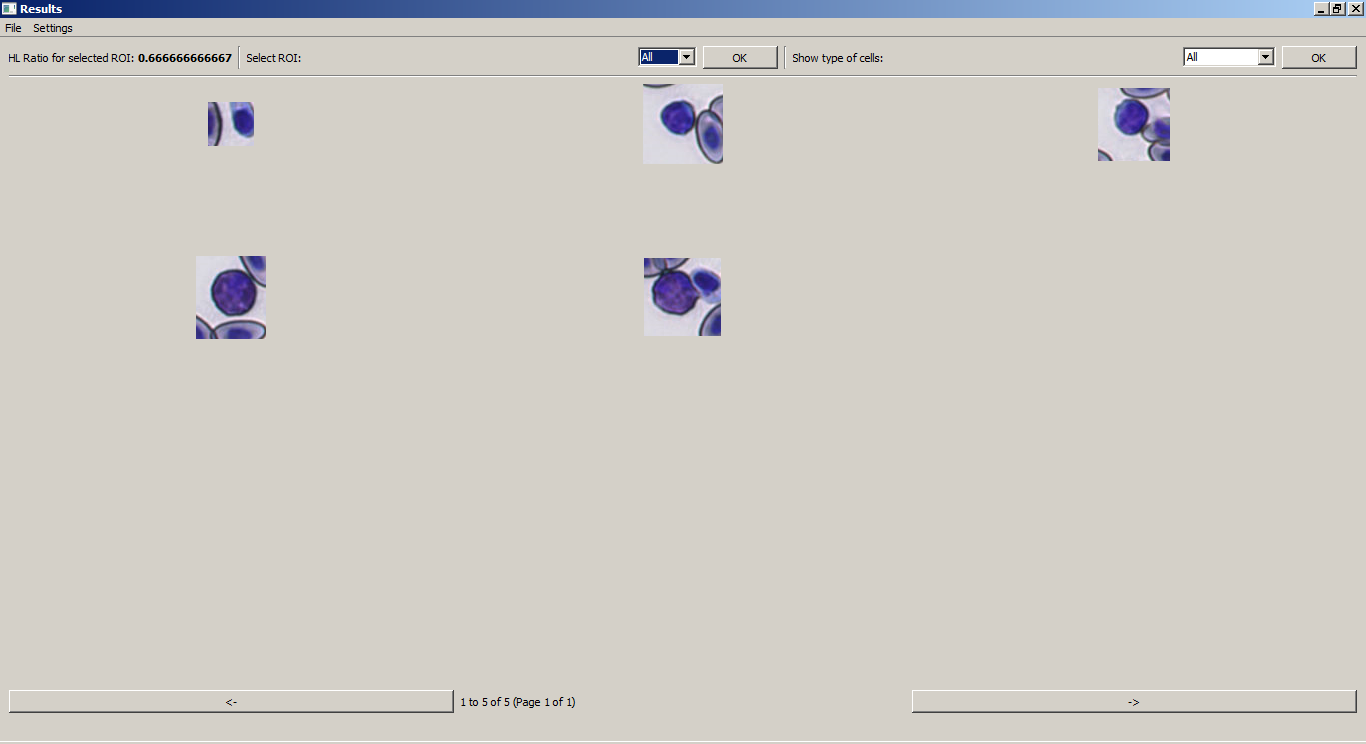 Results
File Settings
HL Ratio for selected ROI: 0.666666666667 Select ROI: All OK Show type of cells: All OK
<- 1 to 5 of 5 (Page 1 of 1) ->